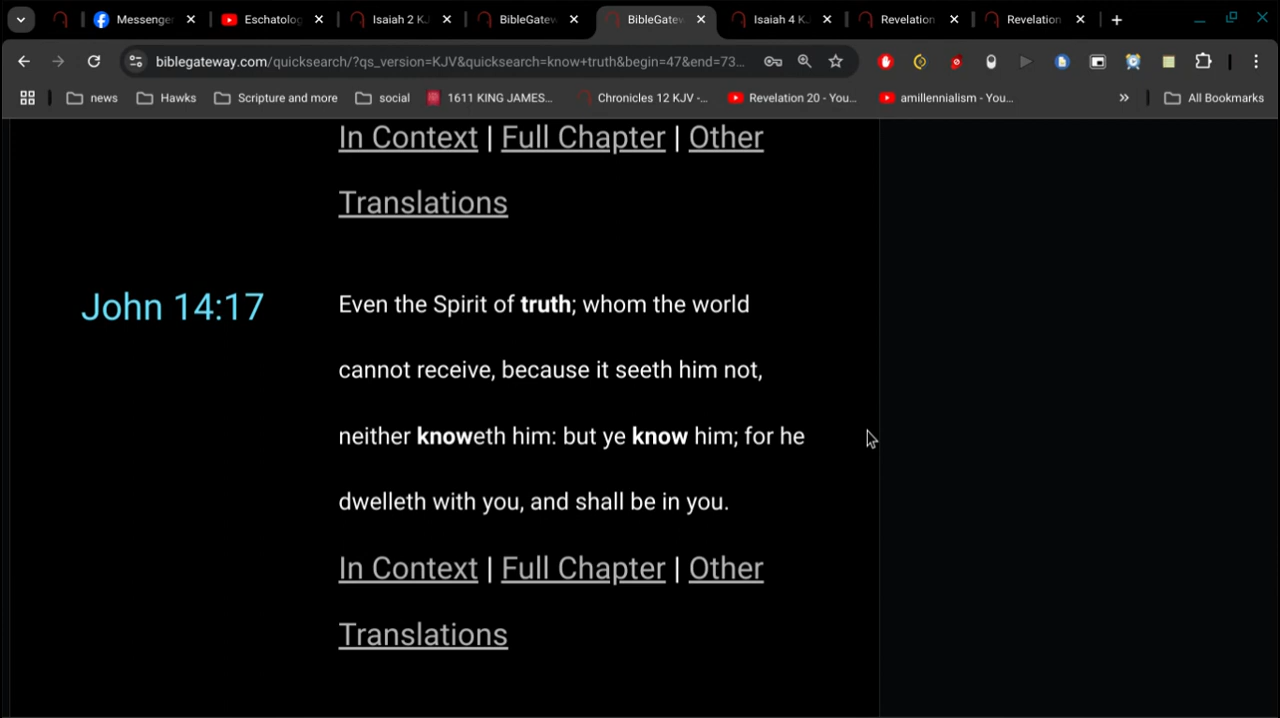 Messenger
Eschatolog
Isaiah 2 KJ
BibleGatew
BibleGatew
Isaiah 4 KJ
Revelation
Revelation
biblegateway.com/quicksearch/?qs_version=KJV&quicksearch=know+truth&begin=47&end=73...
news
Hawks
Scripture and more
social
1611 KING JAMES...
Chronicles 12 KJV -...
Revelation 20 - You...
amillennialism - You...
»
All Bookmarks
In Context | Full Chapter | Other
Translations
John 14:17
Even the Spirit of truth; whom the world
cannot receive, because it seeth him not,
neither knoweth him: but ye know him; for he
dwelleth with you, and shall be in you.
In Context | Full Chapter | Other
Translations